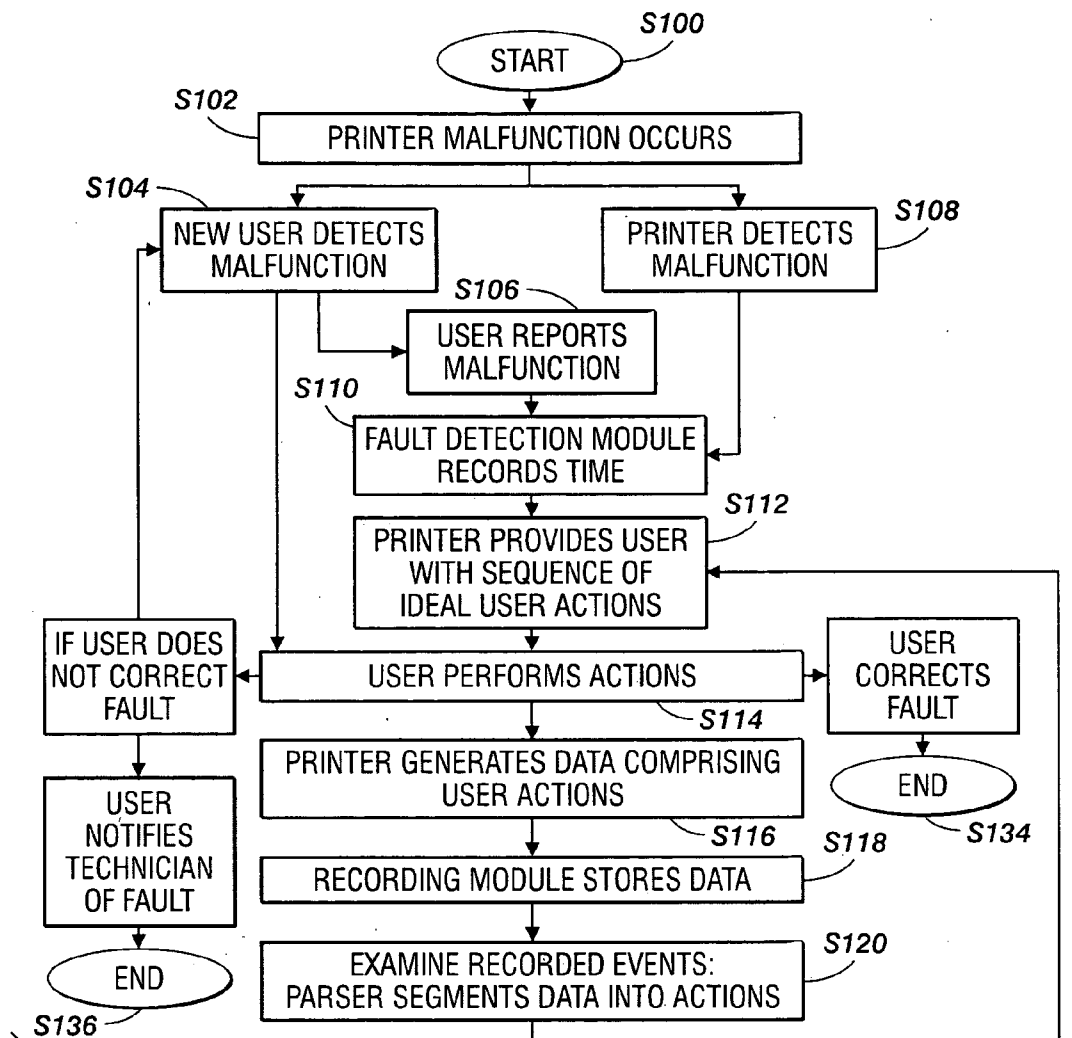 S100
START
S102
PRINTER MALFUNCTION OCCURS
S104
NEW USER DETECTS
MALFUNCTION
S108
PRINTER DETECTS
MALFUNCTION
S106
USER REPORTS
MALFUNCTION
S110
FAULT DETECTION MODULE
RECORDS TIME
S112
PRINTER PROVIDES USER
WITH SEQUENCE OF
IDEAL USER ACTIONS
IF USER DOES
NOT CORRECT
FAULT
USER PERFORMS ACTIONS
S114
USER
CORRECTS
FAULT
PRINTER GENERATES DATA COMPRISING
USER ACTIONS
S116
END
S134
USER
NOTIFIES
TECHNICIAN
OF FAULT
S118
RECORDING MODULE STORES DATA
END
S136
S120
EXAMINE RECORDED EVENTS:
PARSER SEGMENTS DATA INTO ACTIONS